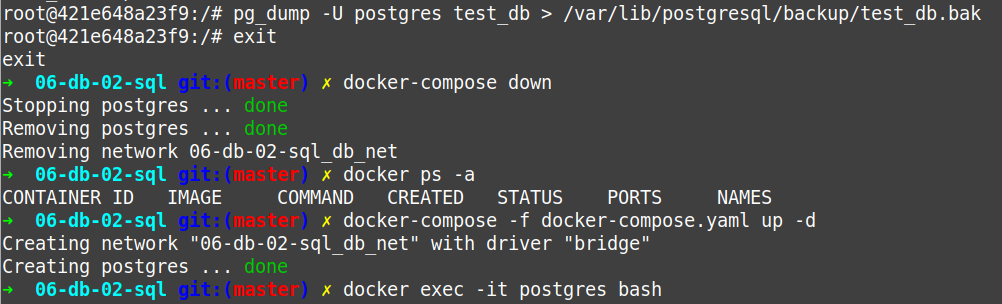 root@421e648a23f9:/# pg_dump -U postgres test_db > /var/lib/postgresql/backup/test_db.bak
root@421e648a23f9:/# exit
exit
→ 06-db-02-sql git:(master) ✗ docker-compose down
Stopping postgres ... done
Removing postgres ... done
Removing network 06-db-02-sql_db_net
→ 06-db-02-sql git:(master) ✗ docker ps -a
CONTAINER ID   IMAGE     COMMAND   CREATED   STATUS    PORTS     NAMES
→ 06-db-02-sql git:(master) ✗ docker-compose -f docker-compose.yaml up -d
Creating network "06-db-02-sql_db_net" with driver "bridge"
Creating postgres ... done
→ 06-db-02-sql git:(master) ✗ docker exec -it postgres bash